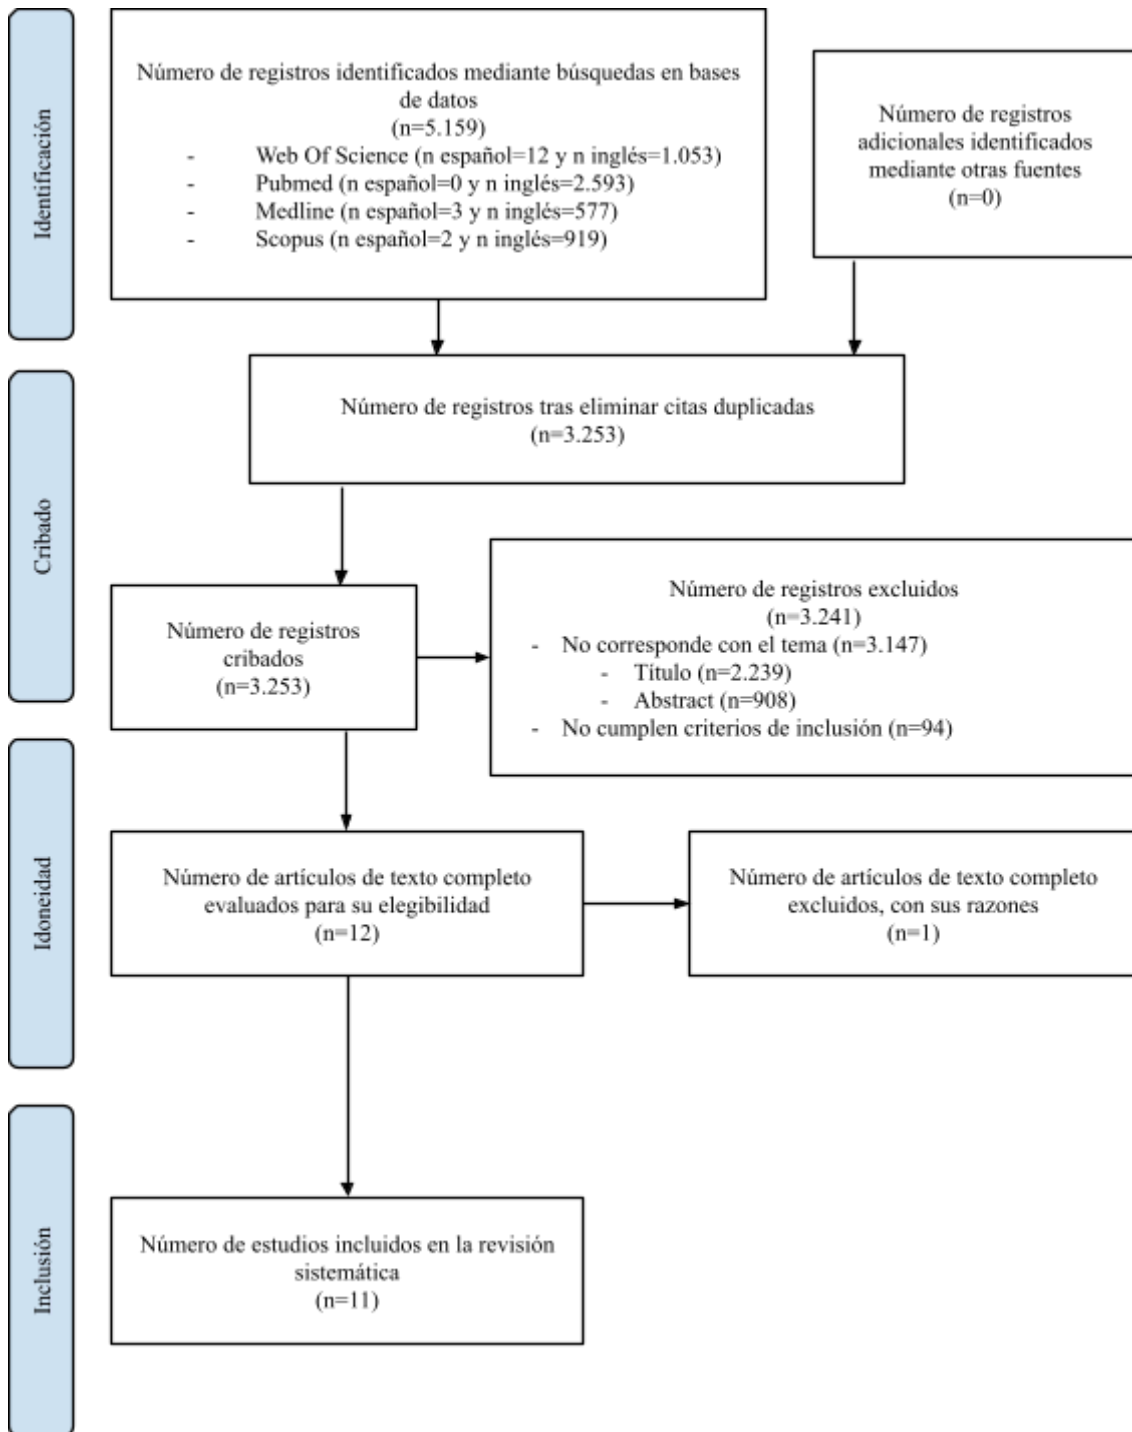 Identificación
Número de registros identificados mediante búsquedas en bases
de datos
(n=5.159)
- Web Of Science (n español=12 y n inglés=1.053)
- Pubmed (n español=0 y n inglés=2.593)
- Medline (n español=3 y n inglés=577)
- Scopus (n español=2 y n inglés=919)
Número de registros
adicionales identificados
mediante otras fuentes
(n=0)
Cribado
Número de registros tras eliminar citas duplicadas
(n=3.253)
Número de registros
cribados
(n=3.253)
Número de registros excluidos
(n=3.241)
- No corresponde con el tema (n=3.147)
- Título (n=2.239)
- Abstract (n=908)
- No cumplen criterios de inclusión (n=94)
Idoneidad
Número de artículos de texto completo
evaluados para su elegibilidad
(n=12)
Número de artículos de texto completo
excluidos, con sus razones
(n=1)
Inclusión
Número de estudios incluidos en la revisión
sistemática
(n=11)